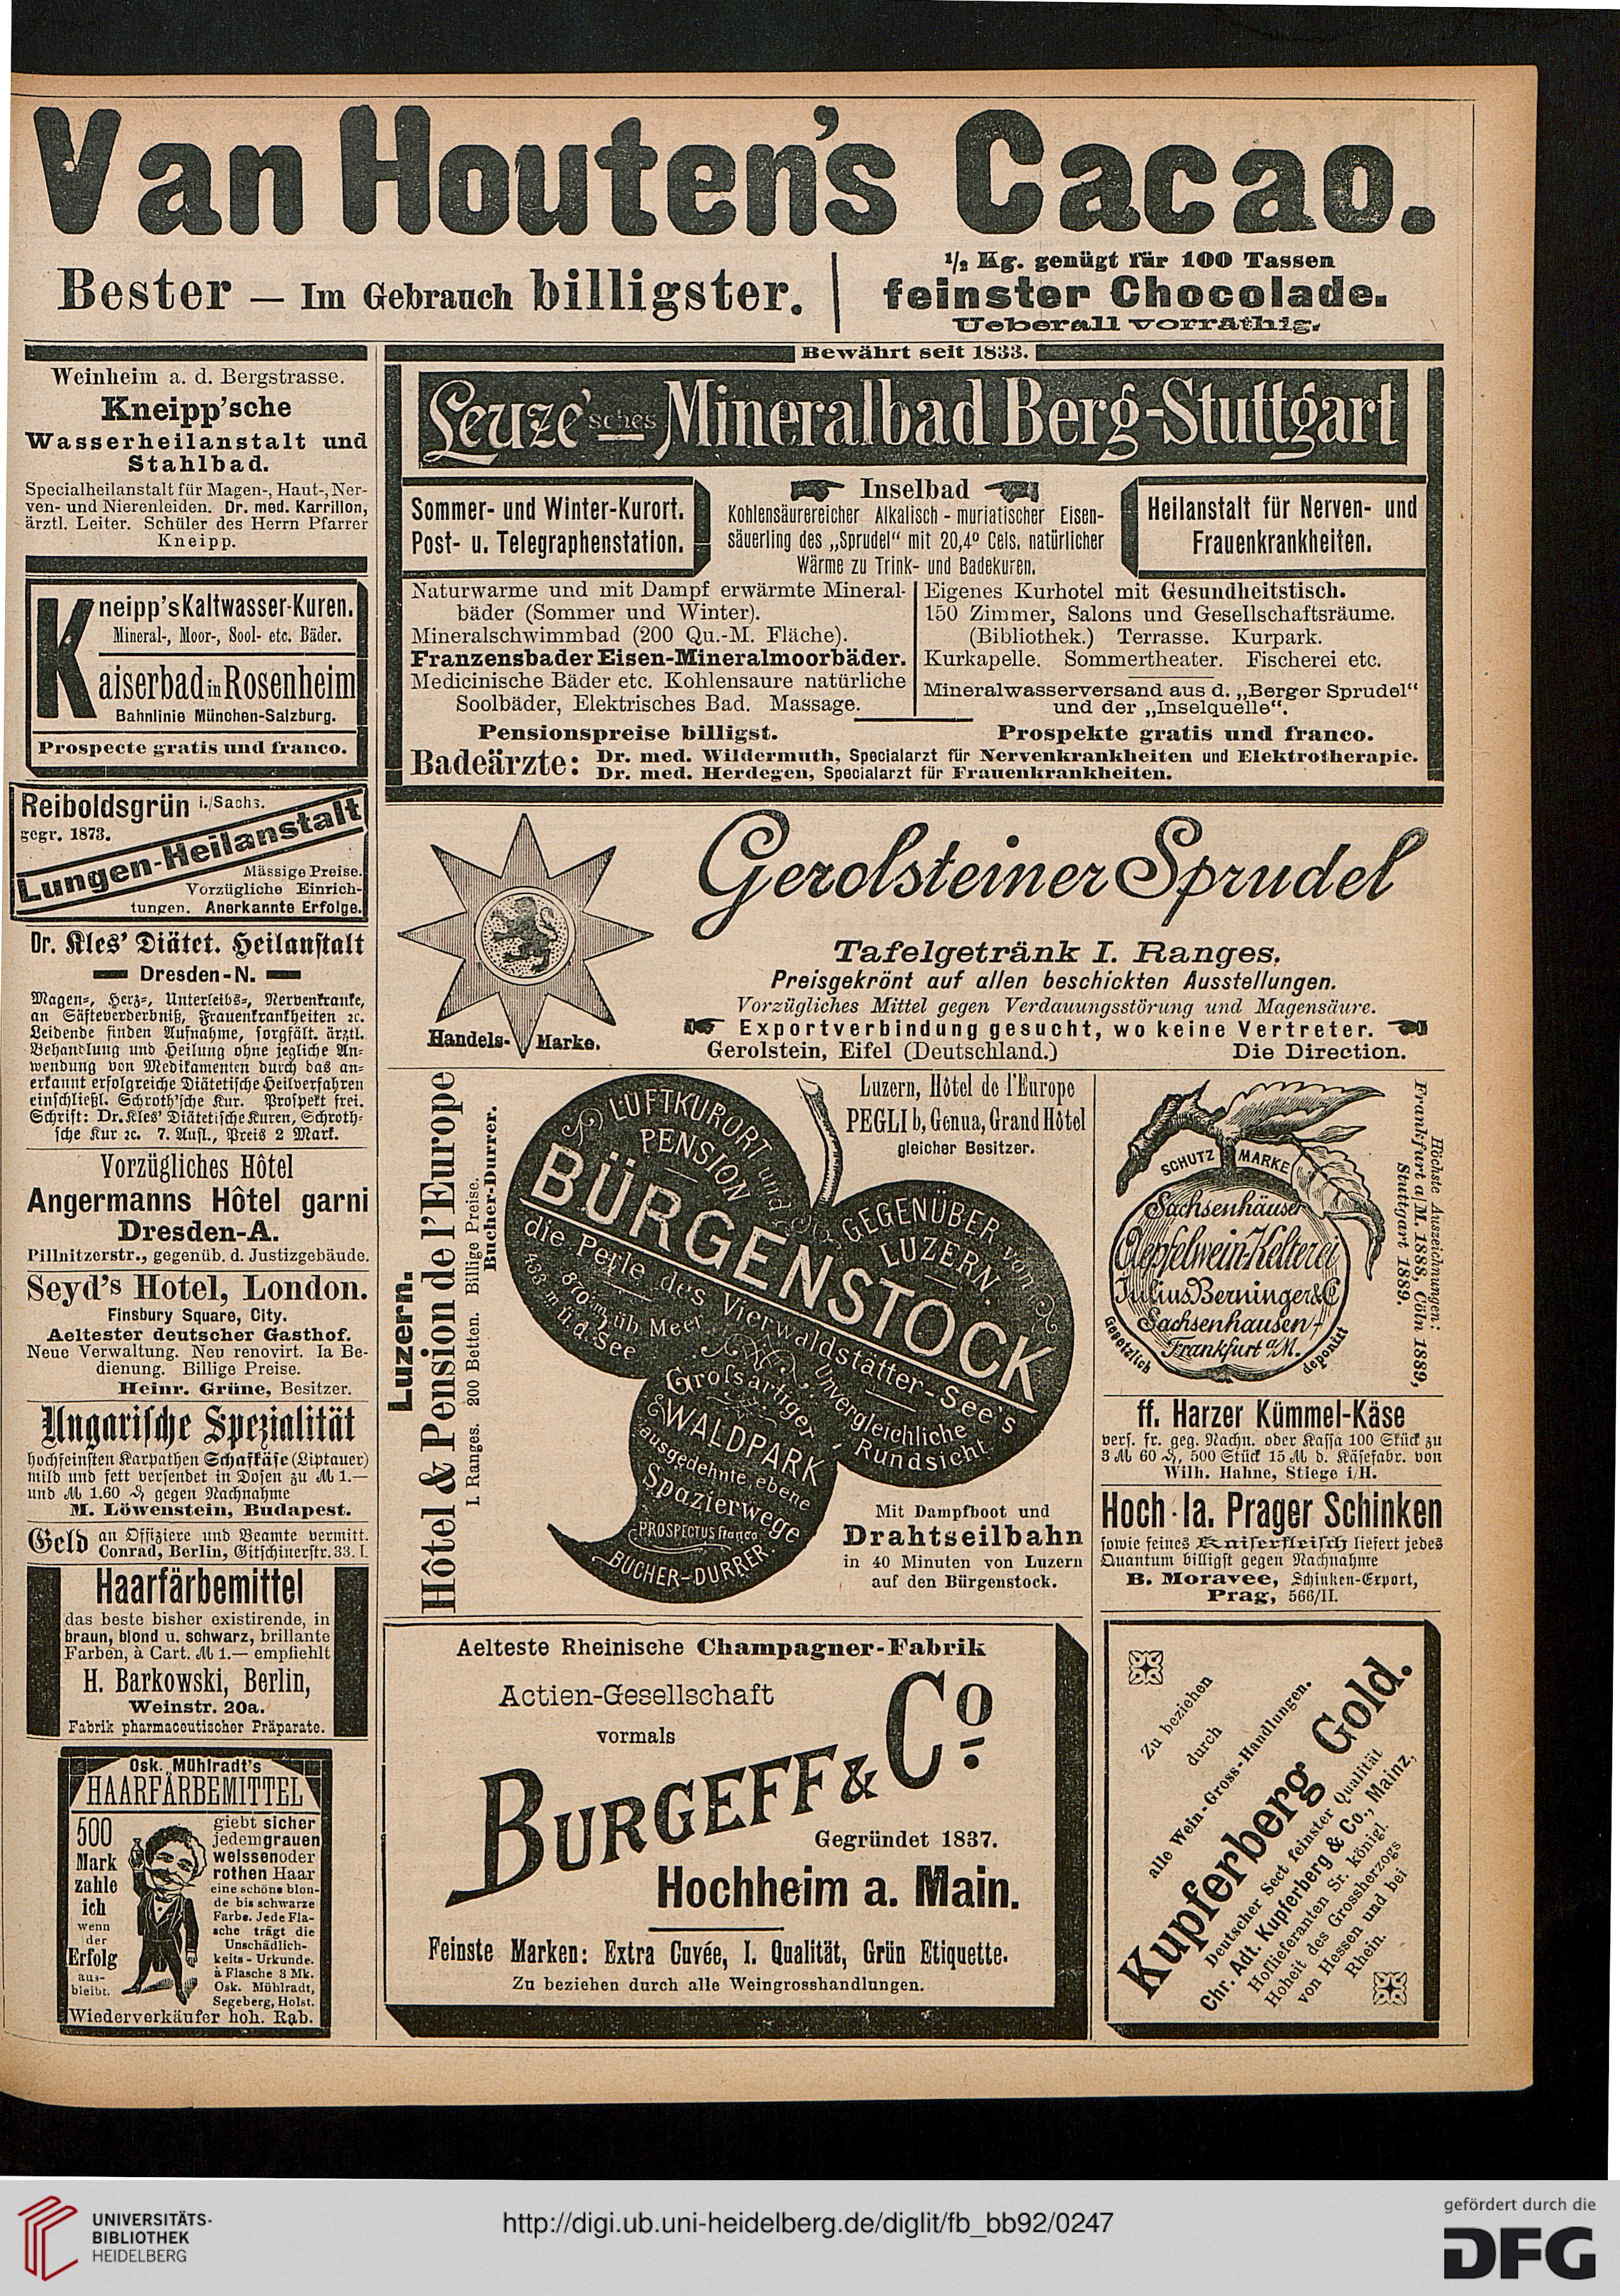 Van Houten's Cacao.
Bester — Im Gebrauch billigster.
1/2 Kg. genügt für 100 Tassen
feinster Chocolade.
Ueberall vorräthig.
Weinheim a. d. Bergstrasse.
Kneipp'sche
Wasserheilanstalt und
Stahlbad.
Specialheilanstalt für Magen-, Haut-, Ner-
ven- und Nierenleiden. Dr. med. Karrillon,
ärztl. Leiter. Schüler des Herrn Pfarrer
Kneipp.
Kneipp's Kaltwasser-Kuren.
Mineral-, Moor-, Sool- etc. Bäder.
Kaiserbad in Rosenheim
Bahnlinie München-Salzburg.
Prospecte gratis und franco.
Reiboldsgrün i./Sachs.
gegr. 1873.
Lungen-Heilanstalt
Mässige Preise.
Vorzügliche Einrich-
tungen. Anerkannte Erfolge.
Dr. Kles' Diätet. Heilanstalt
Dresden-N.
Magen-, Herz-, Unterleibs-, Nervenkranke,
an Säfteverderbniß, Frauenkrankheiten ꝛc.
Leidende finden Aufnahme, sorgfält. ärztl.
Behandlung und Heilung ohne jegliche An-
wendung von Medikamenten durch das an-
erkannt erfolgreiche Diätetische Heilverfahren
einschließl. Schroth'sche Kur. Prospekt frei.
Schrift: Dr. Kles' Diätetische Kuren, Schroth-
sche Kur ꝛc. 7. Aufl., Preis 2 Mark.
Vorzügliches Hôtel
Angermanns Hôtel garni
Dresden-A.
Pillnitzerstr., gegenüb. d. Justizgebäude.
Seyd's Hotel, London.
Finsbury Square, City.
Aeltester deutscher Gasthof.
Neue Verwaltung. Neu renovirt. Ia Be-
dienung. Billige Preise.
Heinr. Grüne, Besitzer.
Ungarische Spezialität
hochfeinsten Karpathen Schafkäse (Liptauer)
mild und fett versendet in Dosen zu ℳ 1.—
und ℳ 1.60 ₰ gegen Nachnahme
M. Löwenstein, Budapest.
Geld an Offiziere und Beamte vermitt.
Conrad, Berlin, Gitschinerstr. 33. I.
Haarfärbemittel
das beste bisher existirende, in
braun, blond u. schwarz, brillante
Farben, à Cart. ℳ 1.— empfiehlt
H. Barkowski, Berlin,
Weinstr. 20a.
Fabrik pharmaceutischer Präparate.
Osk. Mühlradt's
HAARFÄRBEMITTEL
500
Mark
zahle
ich
wenn
der
Erfolg
aus-
bleibt.
giebt sicher
jedem grauen
weissen oder
rothen Haar
eine schöne blon-
de bis schwarze
Farbe. Jede Fla-
sche trägt die
Unschädlich-
keits-Urkunde.
à Flasche 3 Mk.
Osk. Mühlradt,
Segeberg, Holst.
Wiederverkäufer hoh. Rab.
Bewährt seit 1833.
Leuze'sches Mineralbad Berg-Stuttgart
Sommer- und Winter-Kurort.
Post- u. Telegraphenstation.
Inselbad
Kohlensäurereicher Alkalisch-muriatischer Eisen-
säuerling des „Sprudel“ mit 20,4° Cels. natürlicher
Wärme zu Trink- und Badekuren.
Heilanstalt für Nerven- und
Frauenkrankheiten.
Naturwarme und mit Dampf erwärmte Mineral-
bäder (Sommer und Winter).
Mineralschwimmbad (200 Qu.-M. Fläche).
Franzensbader Eisen-Mineralmoorbäder.
Medicinische Bäder etc. Kohlensaure natürliche
Soolbäder, Elektrisches Bad. Massage.
Eigenes Kurhotel mit Gesundheitstisch.
150 Zimmer, Salons und Gesellschaftsräume.
(Bibliothek.) Terrasse. Kurpark.
Kurkapelle. Sommertheater. Fischerei etc.
Mineralwasserversand aus d. „Berger Sprudel“
und der „Inselquelle“.
Pensionspreise billigst.
Prospekte gratis und franco.
Badeärzte: Dr. med. Wildermuth, Specialarzt für Nervenkrankheiten und Elektrotherapie.
Dr. med. Herdegen, Specialarzt für Frauenkrankheiten.
Handels-Marke.
Gerolsteiner Sprudel
Tafelgetränk I. Ranges.
Preisgekrönt auf allen beschickten Ausstellungen.
Vorzügliches Mittel gegen Verdauungsstörung und Magensäure.
Exportverbindung gesucht, wo keine Vertreter.
Gerolstein, Eifel (Deutschland.) Die Direction.
Luzern.
Hôtel & Pension de l'Europe
I. Ranges. 200 Betten. Billige Preise.
Bucher-Durrer.
LUFTKURORT und
PENSION
BÜRGENSTOCK
GEGENÜBER von
LUZERN.
die Perle des Vierwaldstätter-See's
870 m üb Meer
433 m ü. d. See
Großartiger
WALDPARK
Unvergleichliche
Rundsicht
ausgedehnte ebene
Spazierwege
PROSPECTUS franco
BUCHER-DURRER
Luzern, Hôtel de l'Europe
PEGLI b, Genua, Grand Hôtel
gleicher Besitzer.
Mit Dampfboot und
Drahtseilbahn
in 40 Minuten von Luzern
auf den Bürgenstock.
SCHUTZ MARKE
Sachsenhäuser
Aepfelwein-Kelterei
Julius Berninger & C
Sachsenhausen
Frankfurt a/M.
Gesetzlich deponirt
Höchste Auszeichnungen:
Frankfurt a|M. 1888, Cöln 1889,
Stuttgart 1889.
ff. Harzer Kümmel-Käse
vers. fr. geg. Nachn. oder Kassa 100 Stück zu
3 ℳ 60 ₰, 500 Stück 15 ℳ d. Käsefabr. von
Wilh. Hahne, Stiege i/H.
Hoch Ia. Prager Schinken
sowie feines Kaiserfleisch liefert jedes
Quantum billigst gegen Nachnahme
B. Moravec, Schinken-Export,
Prag, 566/II.
Aelteste Rheinische Champagner-Fabrik
Actien-Gesellschaft
vormals
BURGEFF & Co.
Gegründet 1837.
Hochheim a. Main.
Feinste Marken: Extra Cuvée, I. Qualität, Grün Etiquette.
Zu beziehen durch alle Weingrosshandlungen.
Zu beziehen
durch
alle Wein-Gross-Handlungen.
Kupferberg Gold.
Deutscher Sect feinster Qualität
Chr. Adt. Kupferberg & Co., Mainz,
Hoflieferanten Sr. königl.
Hoheit des Grossherzogs
von Hessen und bei
Rhein.
UNIVERSITÄTS-
BIBLIOTHEK
HEIDELBERG
http://digi.ub.uni-heidelberg.de/diglit/fb_bb92/0247
gefördert durch die
DFG